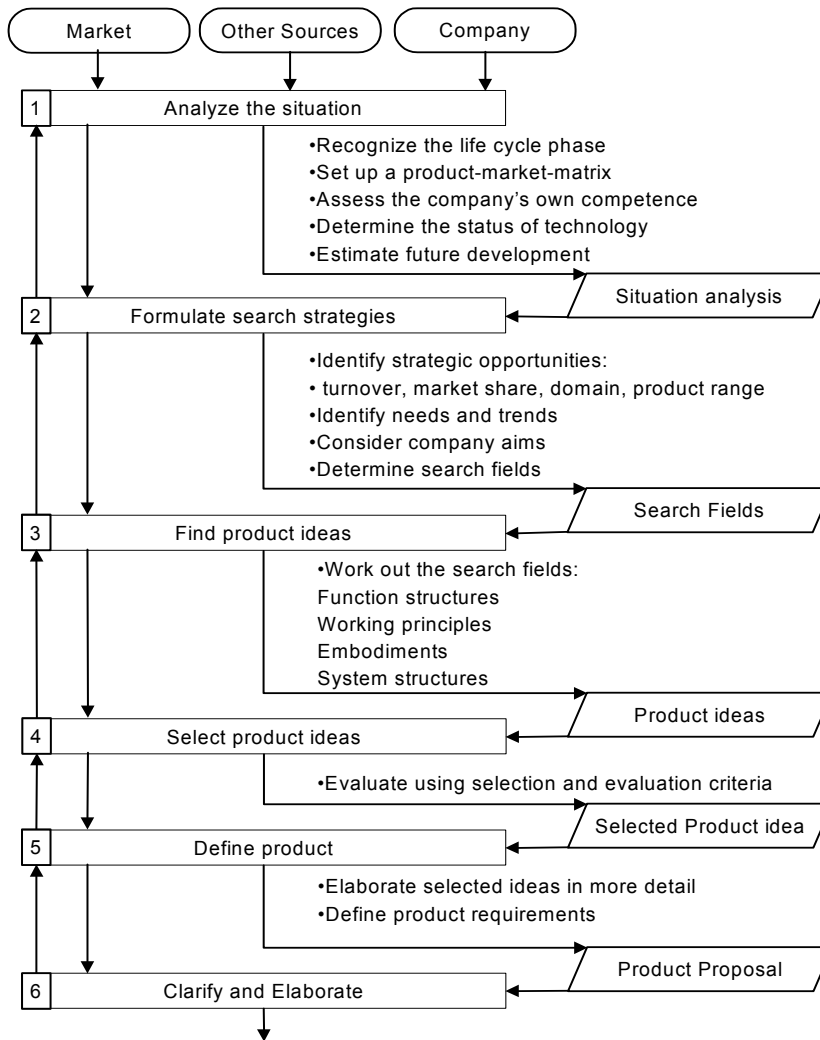 Market
Other Sources
Company
1
Analyze the situation
•Recognize the life cycle phase
•Set up a product-market-matrix
•Assess the company’s own competence
•Determine the status of technology
•Estimate future development
Situation analysis
2
Formulate search strategies
•Identify strategic opportunities:
• turnover, market share, domain, product range
•Identify needs and trends
•Consider company aims
•Determine search fields
Search Fields
3
Find product ideas
•Work out the search fields:
Function structures
Working principles
Embodiments
System structures
Product ideas
4
Select product ideas
•Evaluate using selection and evaluation criteria
Selected Product idea
5
Define product
•Elaborate selected ideas in more detail
•Define product requirements
Product Proposal
6
Clarify and Elaborate